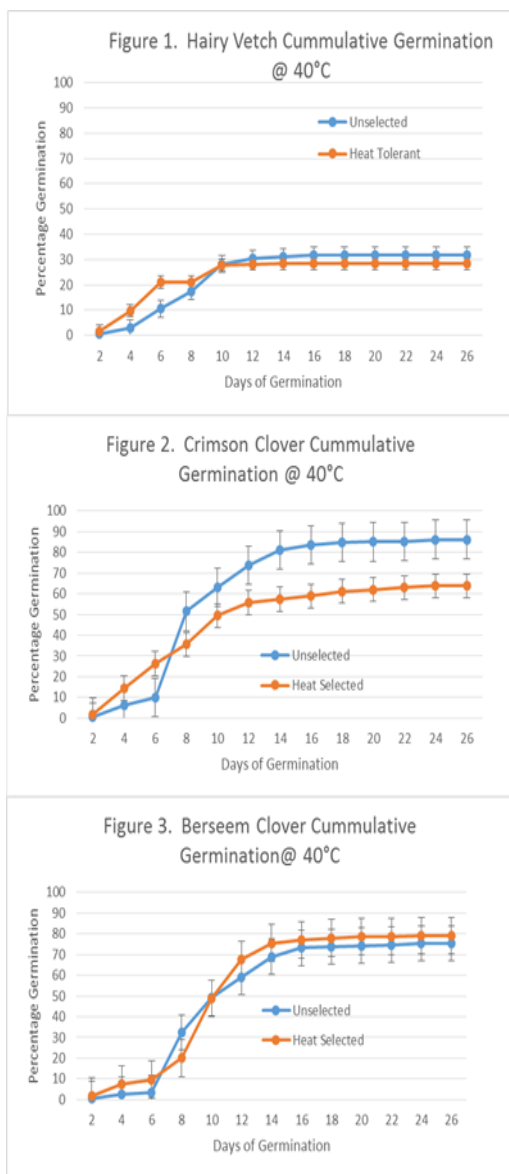 Figure 1. Hairy Vetch Cummulative Germination
@ 40°C
100
90
80
70
60
50
40
30
20
10
0
Percentage Germination
Unselected
Heat Tolerant
2 4 6 8 10 12 14 16 18 20 22 24 26
Days of Germination
Figure 2. Crimson Clover Cummulative
Germination @ 40°C
100
90
80
70
60
50
40
30
20
10
0
Percentage Germination
Unselected
Heat Selected
2 4 6 8 10 12 14 16 18 20 22 24 26
Days of Germination
Figure 3. Berseem Clover Cummulative
Germination@ 40°C
100
90
80
70
60
50
40
30
20
10
0
Percentage Germination
Unselected
Heat Selected
2 4 6 8 10 12 14 16 18 20 22 24 26
Days of Germination